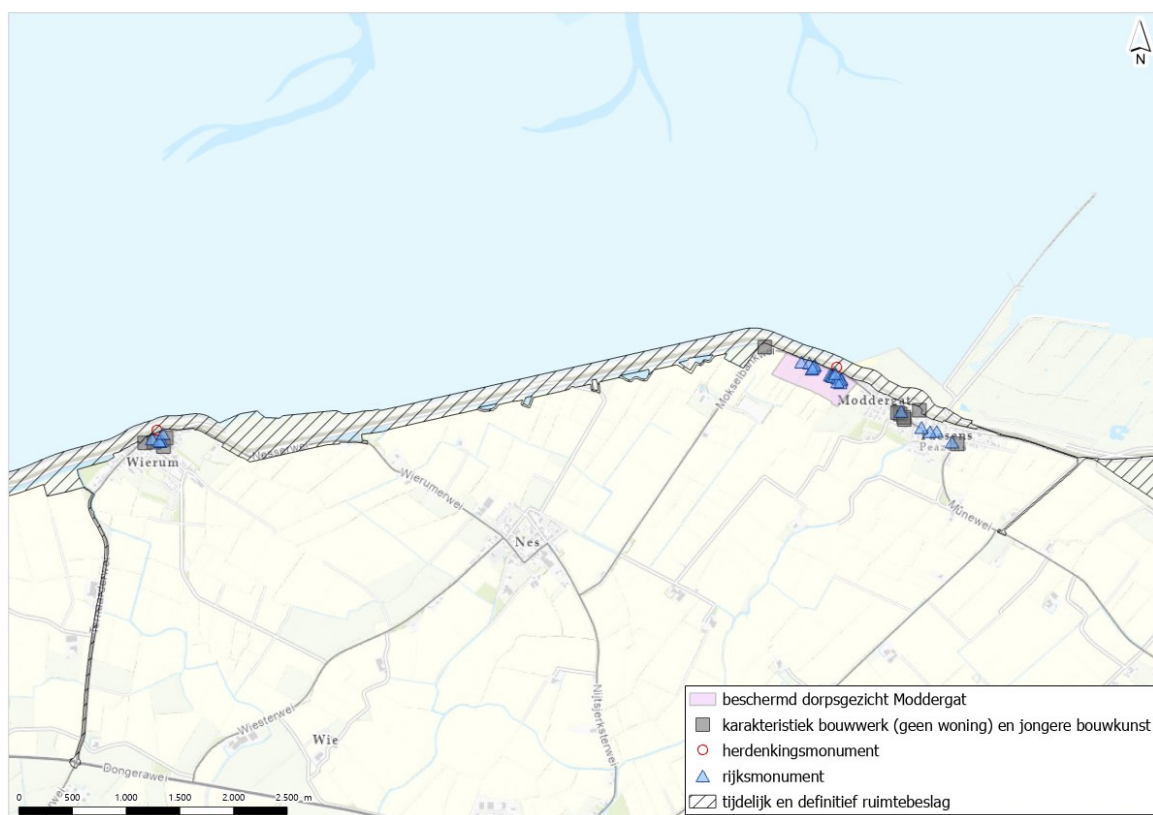 N
Mokselbankwei
Moddergat
Peazens
Wierum
Klosserwei
Wierumerwei
Mûnewei
Nes
Wiesterwei
Nijtsjerksterwei
Wie
Dongerawei
beschermd dorpsgezicht Moddergat
karakteristiek bouwwerk (geen woning) en jongere bouwkunst
herdenkingsmonument
rijksmonument
tijdelijk en definitief ruimtebeslag
0 500 1.000 1.500 2.000 2.500 m